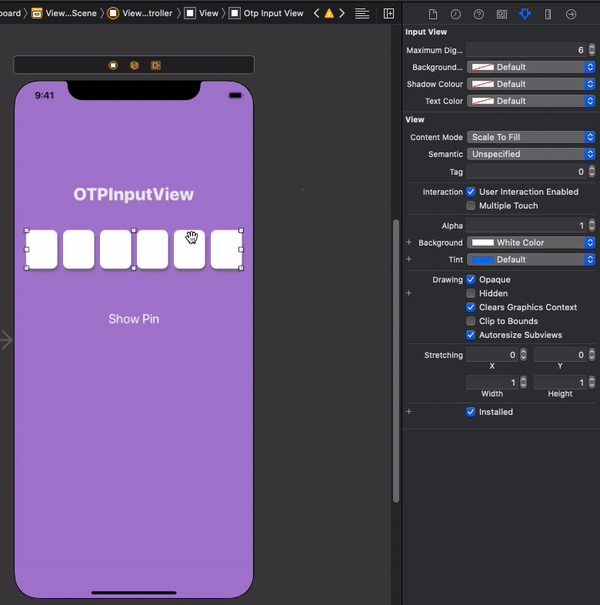 board 〉 View...Scene 〉 View...troller 〉 View 〉 Otp Input View
9:41
OTPInputView
Show Pin
Input View
Maximum Dig... 6
Background... Default
Shadow Colour Default
Text Color Default
View
Content Mode Scale To Fill
Semantic Unspecified
Tag 0
Interaction User Interaction Enabled
Multiple Touch
Alpha 1
+ Background White Color
+ Tint Default
Drawing Opaque
+ Hidden
Clears Graphics Context
Clip to Bounds
Autoresize Subviews
Stretching 0 0
X Y
1 1
Width Height
+ Installed